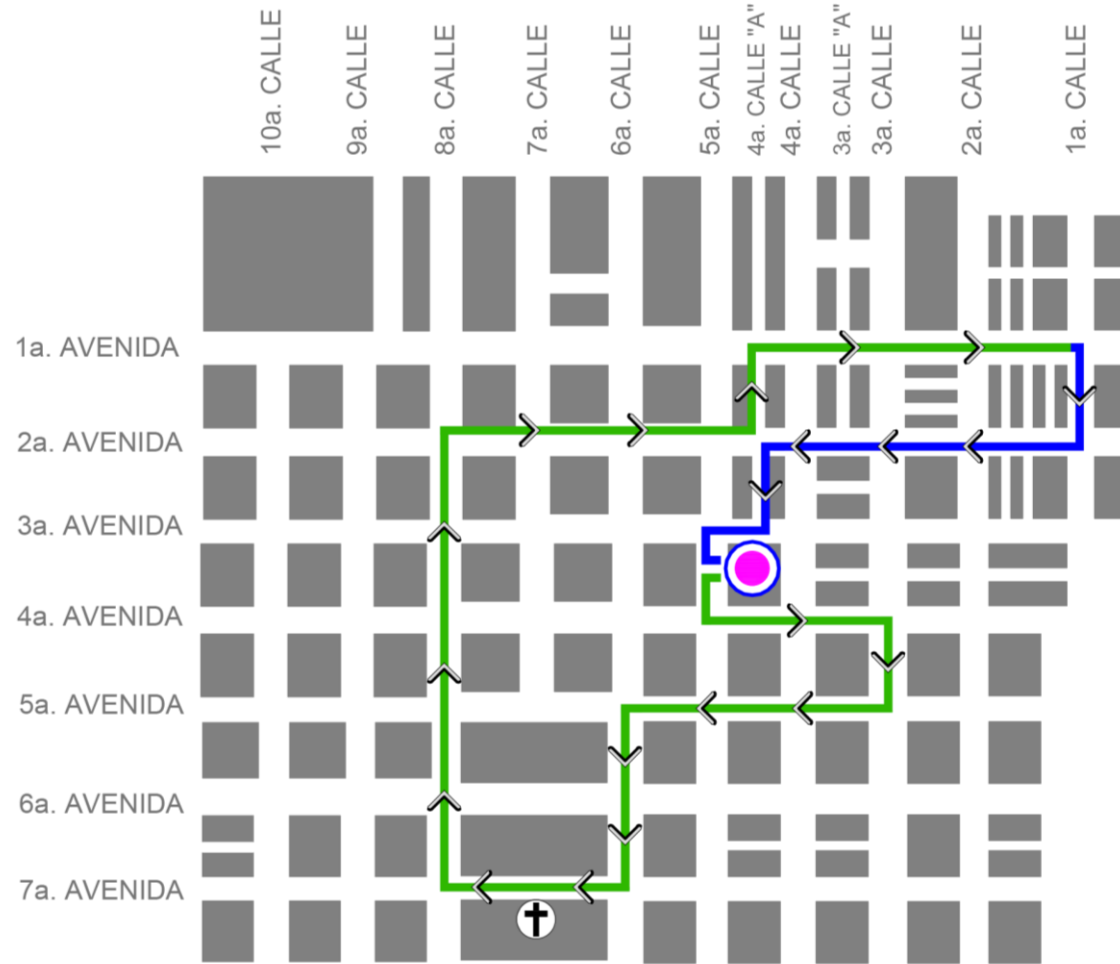 10a. CALLE
9a. CALLE
8a. CALLE
7a. CALLE
6a. CALLE
5a. CALLE
4a. CALLE "A"
4a. CALLE
3a. CALLE "A"
3a. CALLE
2a. CALLE
1a. CALLE
1a. AVENIDA
2a. AVENIDA
3a. AVENIDA
4a. AVENIDA
5a. AVENIDA
6a. AVENIDA
7a. AVENIDA